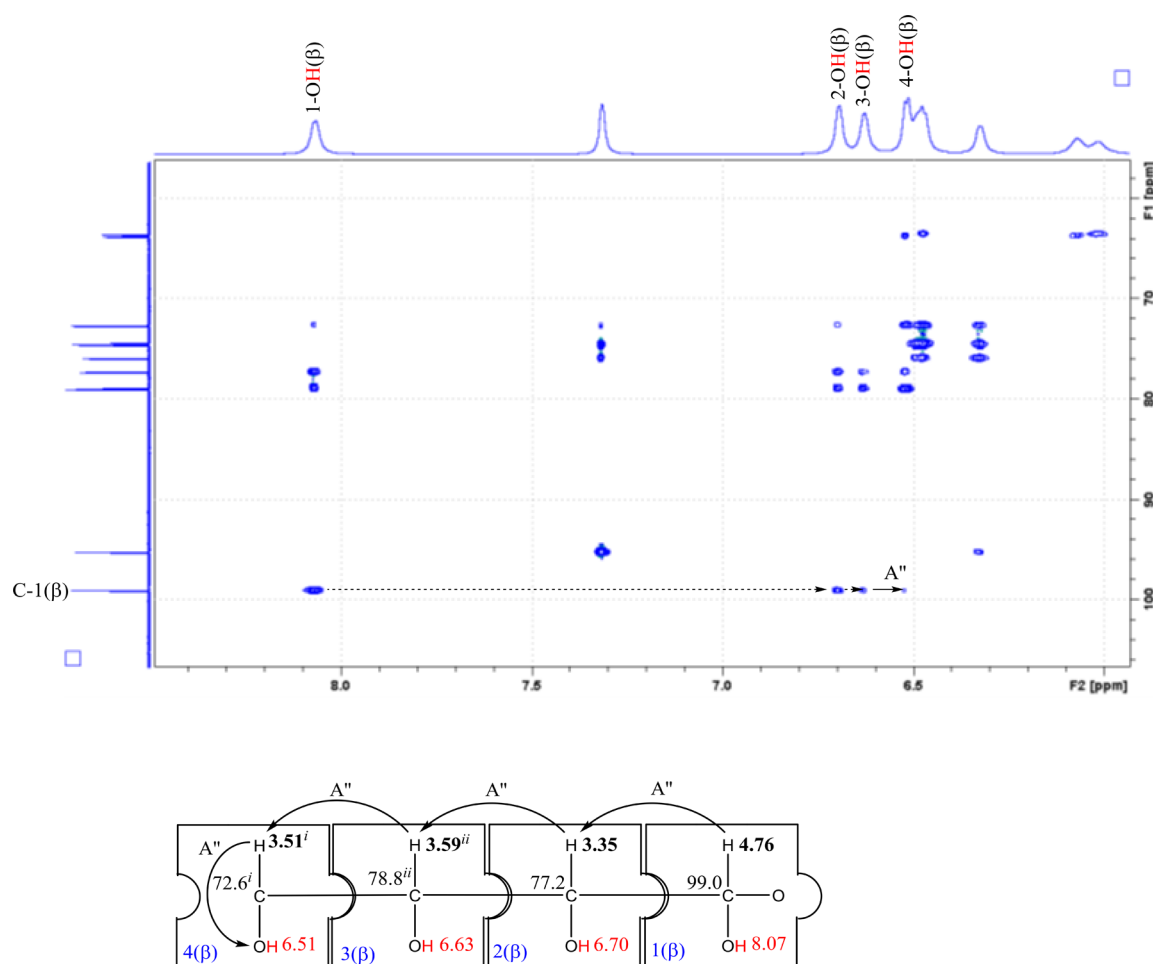 1-OH(β) 2-OH(β) 3-OH(β) 4-OH(β)
F1 [ppm]
70
80
90
C-1(β) A"
100
8.0 7.5 7.0 6.5 F2 [ppm]
A" A" A"
A" H 3.51i H 3.59ii H 3.35 H 4.76
72.6i C 78.8ii C 77.2 C 99.0 C O
OH 6.51 OH 6.63 OH 6.70 OH 8.07
4(β) 3(β) 2(β) 1(β)